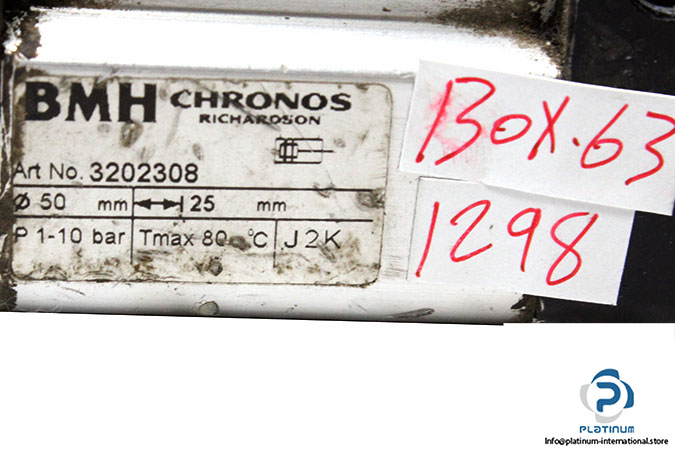 BMH CHRONOS
RICHARDSON
Art No. 3202308
Ø 50 mm 25 mm
P 1-10 bar Tmax 80 °C J2K
BOX.63
1298
PLATINUM
Info@platinum-international.store